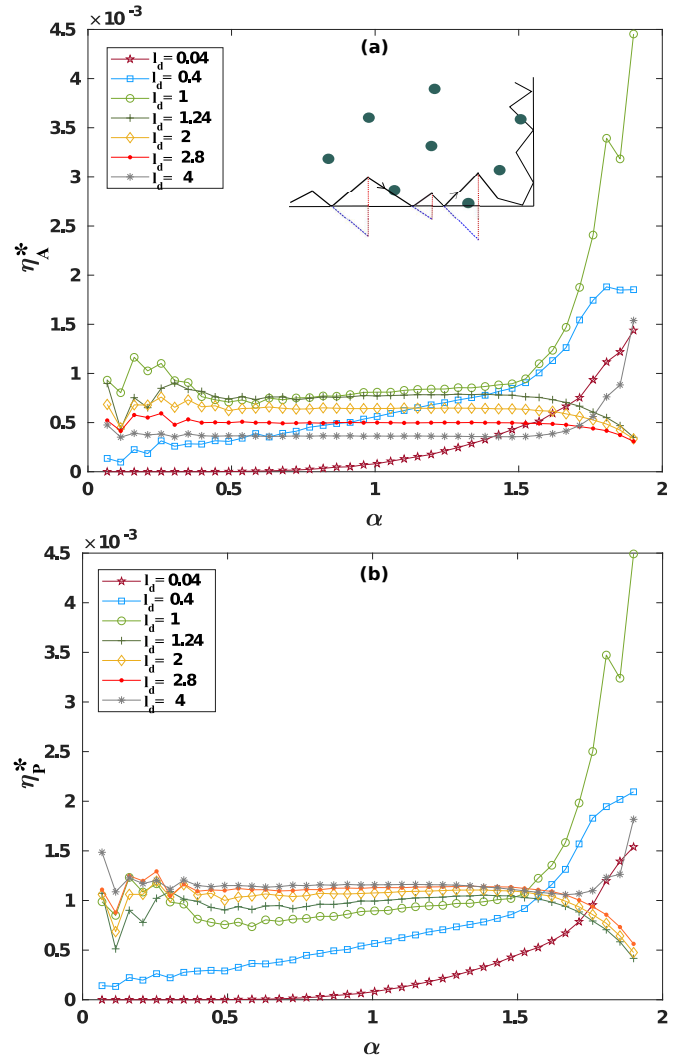 × 10⁻³
4.5
(a)
l_d= 0.04
l_d= 0.4
l_d= 1
l_d= 1.24
l_d= 2
l_d= 2.8
l_d= 4
4
3.5
3
2.5
2
1.5
1
0.5
0
η*_A
0 0.5 1 1.5 2
α
× 10⁻³
4.5
(b)
l_d= 0.04
l_d= 0.4
l_d= 1
l_d= 1.24
l_d= 2
l_d= 2.8
l_d= 4
4
3.5
3
2.5
2
1.5
1
0.5
0
η*_P
0 0.5 1 1.5 2
α